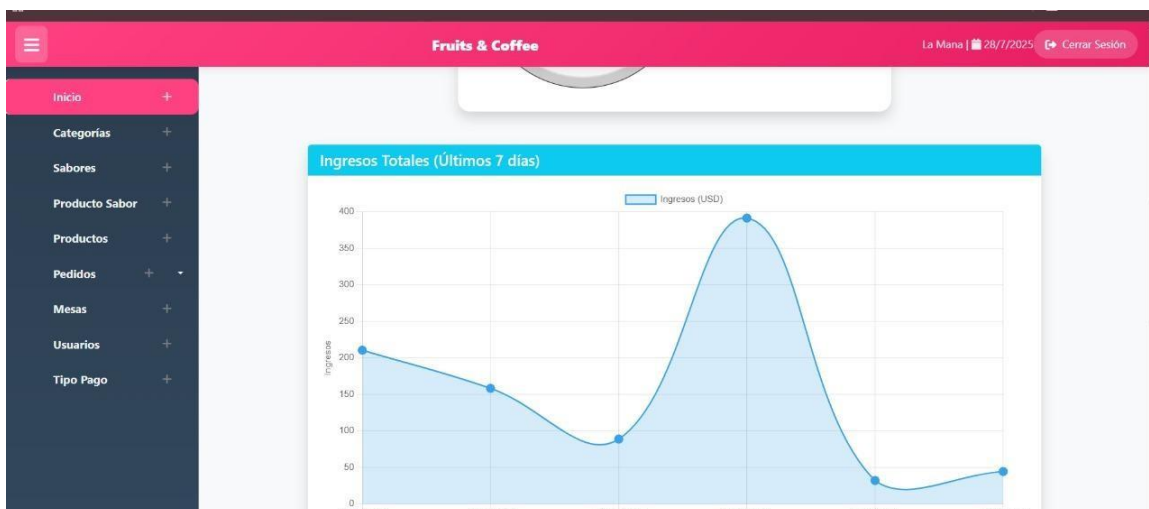 Fruits & Coffee
La Mana | 28/7/2025 Cerrar Sesión
Inicio
Categorías
Sabores
Producto Sabor
Productos
Pedidos
Mesas
Usuarios
Tipo Pago
Ingresos Totales (Últimos 7 días)
Ingresos (USD)
Ingresos
400
350
300
250
200
150
100
50
0